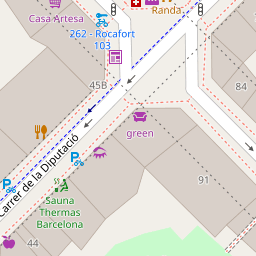 Casa Artesa
Randa
262 - Rocafort
103
45B
84
green
Carrer de la Diputació
91
Sauna
Thermas
Barcelona
44